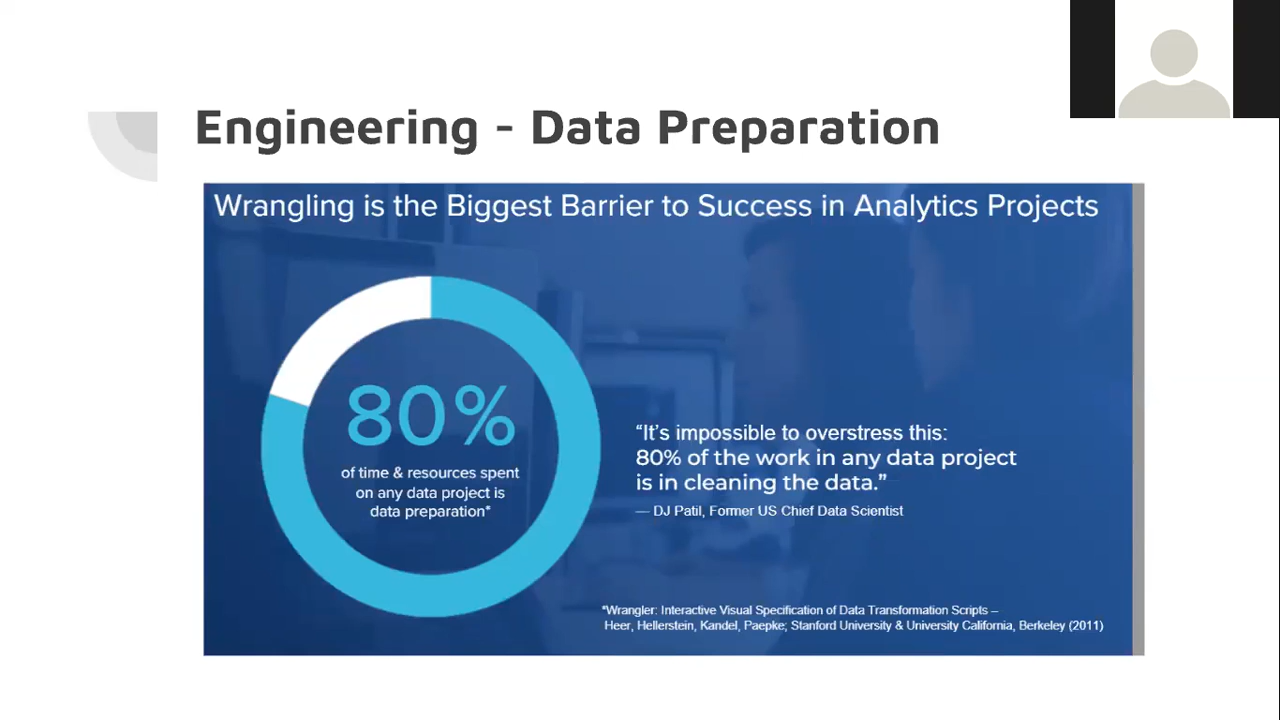 Engineering - Data Preparation
Wrangling is the Biggest Barrier to Success in Analytics Projects
80%
of time & resources spent
on any data project is
data preparation*
“It’s impossible to overstress this:
80% of the work in any data project
is in cleaning the data.”
— DJ Patil, Former US Chief Data Scientist
*Wrangler: Interactive Visual Specification of Data Transformation Scripts –
Heer, Hellerstein, Kandel, Paepke; Stanford University & University California, Berkeley (2011)